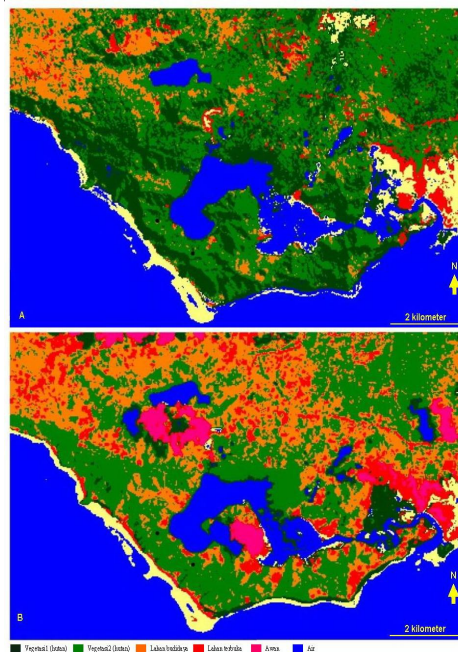 N
A
2 kilometer
N
B
2 kilometer
Vegetasi1 (hutan) Vegetasi2 (hutan) Lahan budidaya Lahan terbuka Awan Air